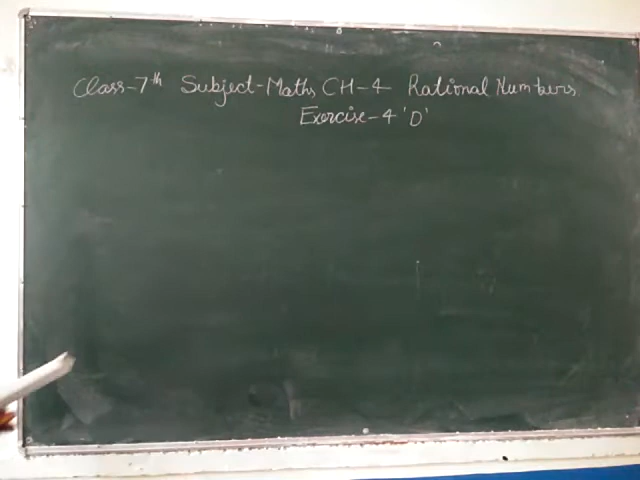 Class-7th Subject-Maths CH-4 Rational Numbers
Exercise-4 'D'